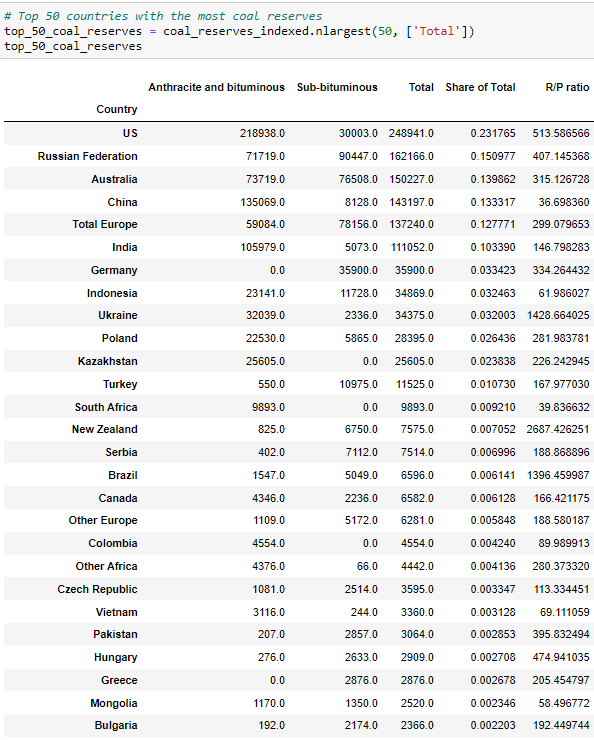 # Top 50 countries with the most coal reserves
top_50_coal_reserves = coal_reserves_indexed.nlargest(50, ['Total'])
top_50_coal_reserves
Anthracite and bituminous Sub-bituminous Total Share of Total R/P ratio
Country
US 218938.0 30003.0 248941.0 0.231765 513.586566
Russian Federation 71719.0 90447.0 162166.0 0.150977 407.145368
Australia 73719.0 76508.0 150227.0 0.139862 315.126728
China 135069.0 8128.0 143197.0 0.133317 36.698360
Total Europe 59084.0 78156.0 137240.0 0.127771 299.079653
India 105979.0 5073.0 111052.0 0.103390 146.798283
Germany 0.0 35900.0 35900.0 0.033423 334.264432
Indonesia 23141.0 11728.0 34869.0 0.032463 61.986027
Ukraine 32039.0 2336.0 34375.0 0.032003 1428.664025
Poland 22530.0 5865.0 28395.0 0.026436 281.983781
Kazakhstan 25605.0 0.0 25605.0 0.023838 226.242945
Turkey 550.0 10975.0 11525.0 0.010730 167.977030
South Africa 9893.0 0.0 9893.0 0.009210 39.836632
New Zealand 825.0 6750.0 7575.0 0.007052 2687.426251
Serbia 402.0 7112.0 7514.0 0.006996 188.868896
Brazil 1547.0 5049.0 6596.0 0.006141 1396.459987
Canada 4346.0 2236.0 6582.0 0.006128 166.421175
Other Europe 1109.0 5172.0 6281.0 0.005848 188.580187
Colombia 4554.0 0.0 4554.0 0.004240 89.989913
Other Africa 4376.0 66.0 4442.0 0.004136 280.373320
Czech Republic 1081.0 2514.0 3595.0 0.003347 113.334451
Vietnam 3116.0 244.0 3360.0 0.003128 69.111059
Pakistan 207.0 2857.0 3064.0 0.002853 395.832494
Hungary 276.0 2633.0 2909.0 0.002708 474.941035
Greece 0.0 2876.0 2876.0 0.002678 205.454797
Mongolia 1170.0 1350.0 2520.0 0.002346 58.496772
Bulgaria 192.0 2174.0 2366.0 0.002203 192.449744